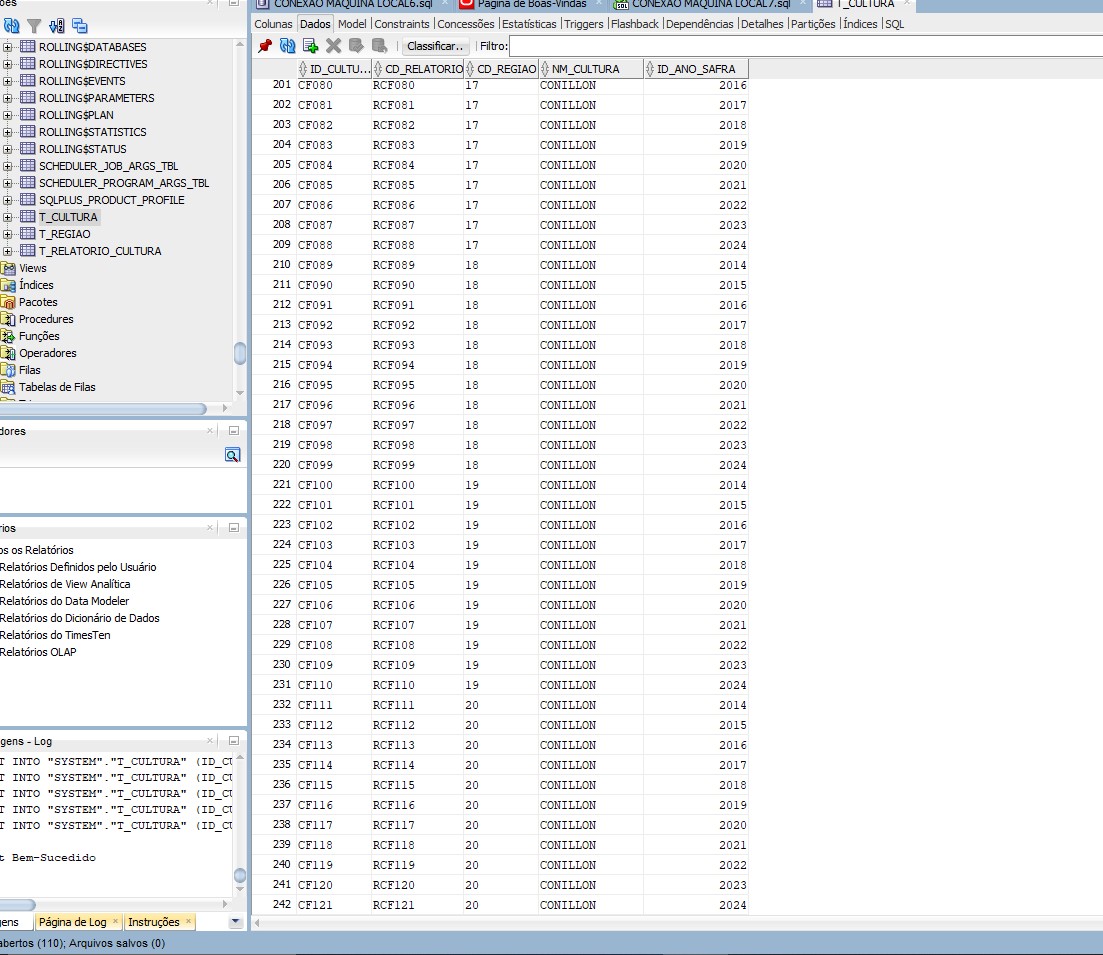 CONEXÃO MÁQUINA LOCAL6.sql Página de Boas-Vindas CONEXÃO MÁQUINA LOCAL7.sql T_CULTURA
Colunas Dados Model Constraints Concessões Estatísticas Triggers Flashback Dependências Detalhes Partições Índices SQL
Classificar.. Filtro:
ROLLING$DATABASES
ROLLING$DIRECTIVES
ROLLING$EVENTS
ROLLING$PARAMETERS
ROLLING$PLAN
ROLLING$STATISTICS
ROLLING$STATUS
SCHEDULER_JOB_ARGS_TBL
SCHEDULER_PROGRAM_ARGS_TBL
SQLPLUS_PRODUCT_PROFILE
T_CULTURA
T_REGIAO
T_RELATORIO_CULTURA
Views
Índices
Pacotes
Procedures
Funções
Operadores
Filas
Tabelas de Filas
dores
rios
os os Relatórios
Relatórios Definidos pelo Usuário
Relatórios de View Analítica
Relatórios do Data Modeler
Relatórios do Dicionário de Dados
Relatórios do TimesTen
Relatórios OLAP
gens - Log
T INTO "SYSTEM"."T_CULTURA" (ID_CU
T INTO "SYSTEM"."T_CULTURA" (ID_CU
T INTO "SYSTEM"."T_CULTURA" (ID_CU
T INTO "SYSTEM"."T_CULTURA" (ID_CU
T INTO "SYSTEM"."T_CULTURA" (ID_CU
t Bem-Sucedido
gens Página de Log Instruções
ID_CULTU... CD_RELATORIO CD_REGIAO NM_CULTURA ID_ANO_SAFRA
201 CF080 RCF080 17 CONILLON 2016
202 CF081 RCF081 17 CONILLON 2017
203 CF082 RCF082 17 CONILLON 2018
204 CF083 RCF083 17 CONILLON 2019
205 CF084 RCF084 17 CONILLON 2020
206 CF085 RCF085 17 CONILLON 2021
207 CF086 RCF086 17 CONILLON 2022
208 CF087 RCF087 17 CONILLON 2023
209 CF088 RCF088 17 CONILLON 2024
210 CF089 RCF089 18 CONILLON 2014
211 CF090 RCF090 18 CONILLON 2015
212 CF091 RCF091 18 CONILLON 2016
213 CF092 RCF092 18 CONILLON 2017
214 CF093 RCF093 18 CONILLON 2018
215 CF094 RCF094 18 CONILLON 2019
216 CF095 RCF095 18 CONILLON 2020
217 CF096 RCF096 18 CONILLON 2021
218 CF097 RCF097 18 CONILLON 2022
219 CF098 RCF098 18 CONILLON 2023
220 CF099 RCF099 18 CONILLON 2024
221 CF100 RCF100 19 CONILLON 2014
222 CF101 RCF101 19 CONILLON 2015
223 CF102 RCF102 19 CONILLON 2016
224 CF103 RCF103 19 CONILLON 2017
225 CF104 RCF104 19 CONILLON 2018
226 CF105 RCF105 19 CONILLON 2019
227 CF106 RCF106 19 CONILLON 2020
228 CF107 RCF107 19 CONILLON 2021
229 CF108 RCF108 19 CONILLON 2022
230 CF109 RCF109 19 CONILLON 2023
231 CF110 RCF110 19 CONILLON 2024
232 CF111 RCF111 20 CONILLON 2014
233 CF112 RCF112 20 CONILLON 2015
234 CF113 RCF113 20 CONILLON 2016
235 CF114 RCF114 20 CONILLON 2017
236 CF115 RCF115 20 CONILLON 2018
237 CF116 RCF116 20 CONILLON 2019
238 CF117 RCF117 20 CONILLON 2020
239 CF118 RCF118 20 CONILLON 2021
240 CF119 RCF119 20 CONILLON 2022
241 CF120 RCF120 20 CONILLON 2023
242 CF121 RCF121 20 CONILLON 2024
abertos (110); Arquivos salvos (0)